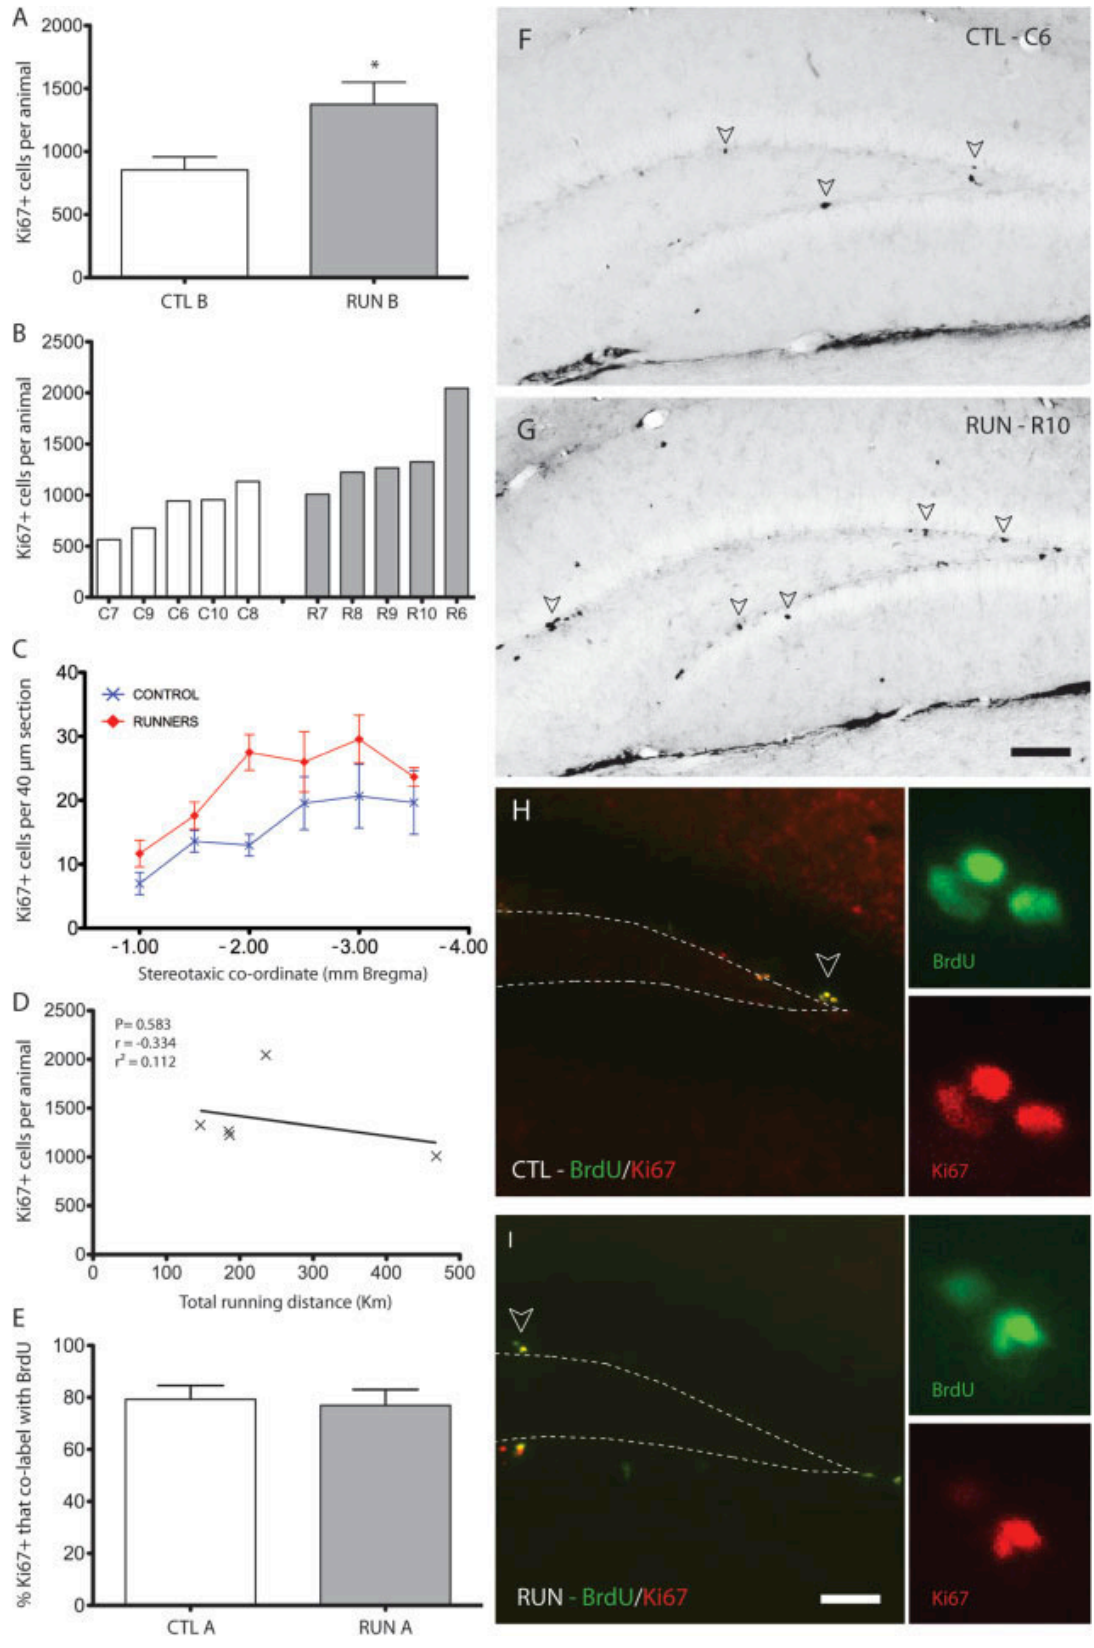 A
Ki67+ cells per animal
2000
1500
1000
500
0
*
CTL B
RUN B
B
Ki67+ cells per animal
2500
2000
1500
1000
500
0
C7 C9 C6 C10 C8 R7 R8 R9 R10 R6
C
Ki67+ cells per 40 µm section
40
30
20
10
0
CONTROL
RUNNERS
-1.00 -2.00 -3.00 -4.00
Stereotaxic co-ordinate (mm Bregma)
D
Ki67+ cells per animal
2500
2000
1500
1000
500
0
P= 0.583
r = -0.334
r² = 0.112
0 100 200 300 400 500
Total running distance (Km)
E
% Ki67+ that co-label with BrdU
100
80
60
40
20
0
CTL A
RUN A
F
CTL - C6
G
RUN - R10
H
CTL - BrdU/Ki67
BrdU
Ki67
I
RUN - BrdU/Ki67
BrdU
Ki67